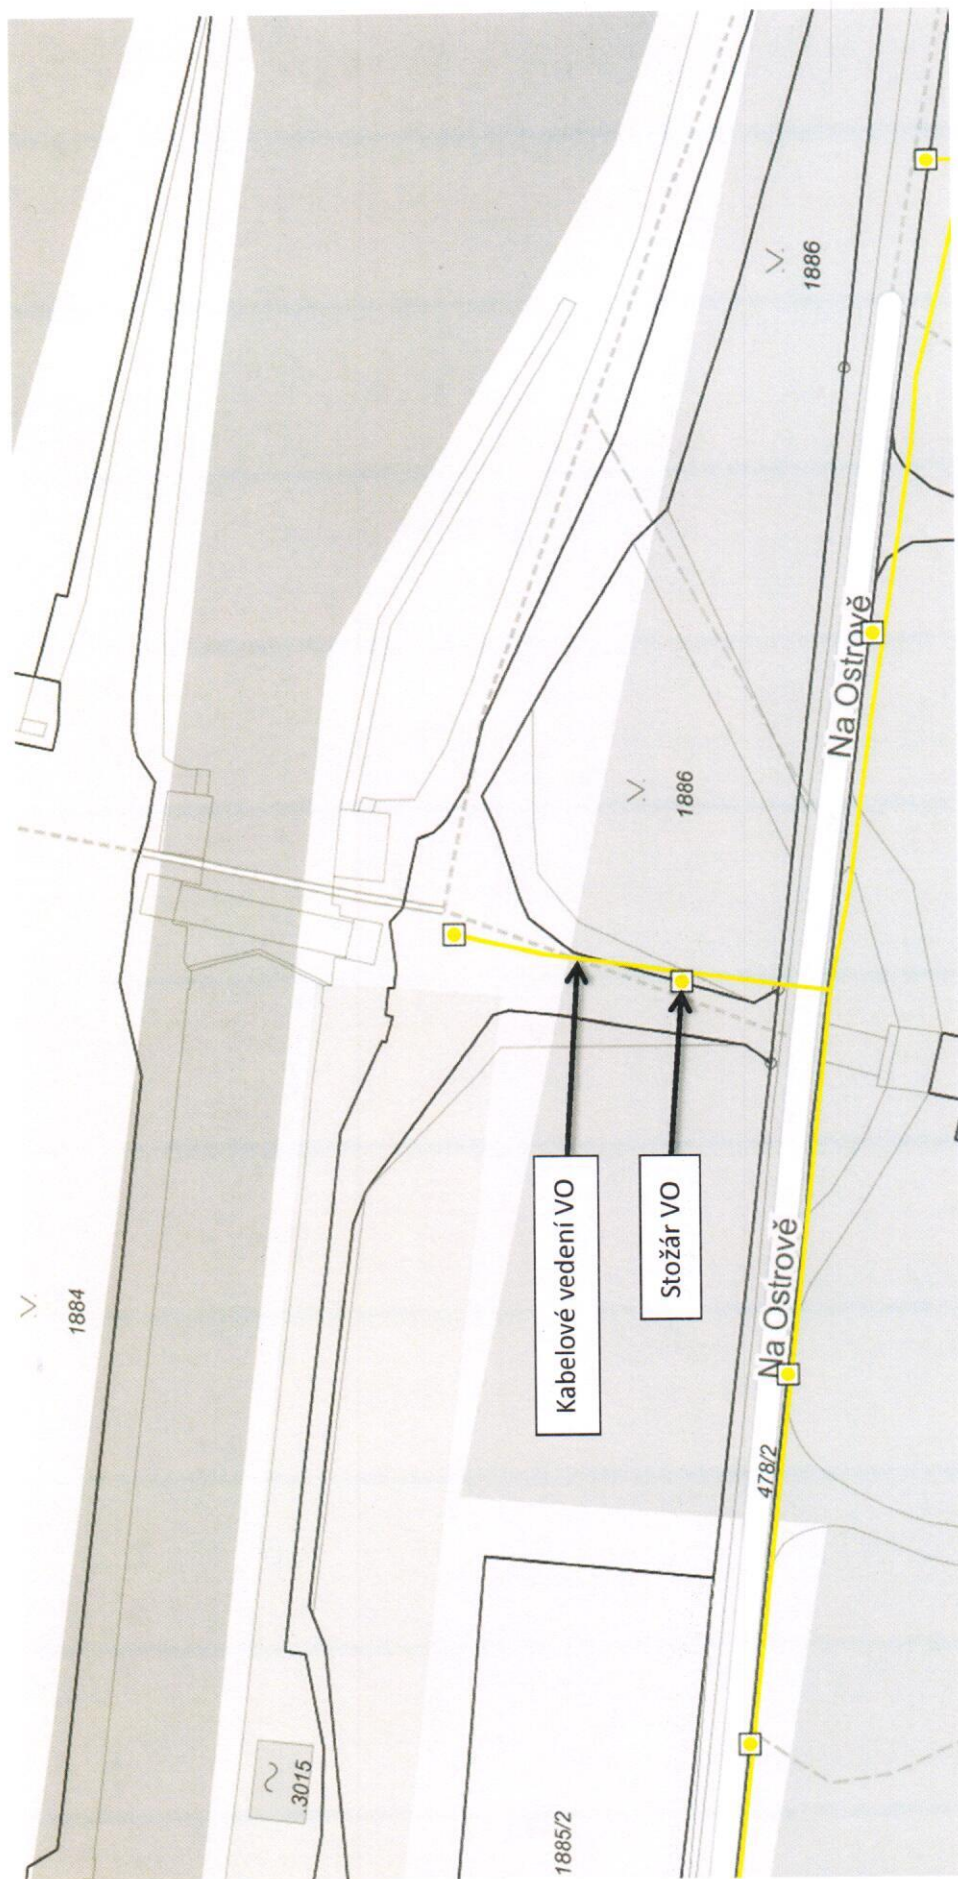 1884
.3015
1885/2
478/2
Na Ostrově
Kabelové vedení VO
Stožár VO
1886
Na Ostrově
1886